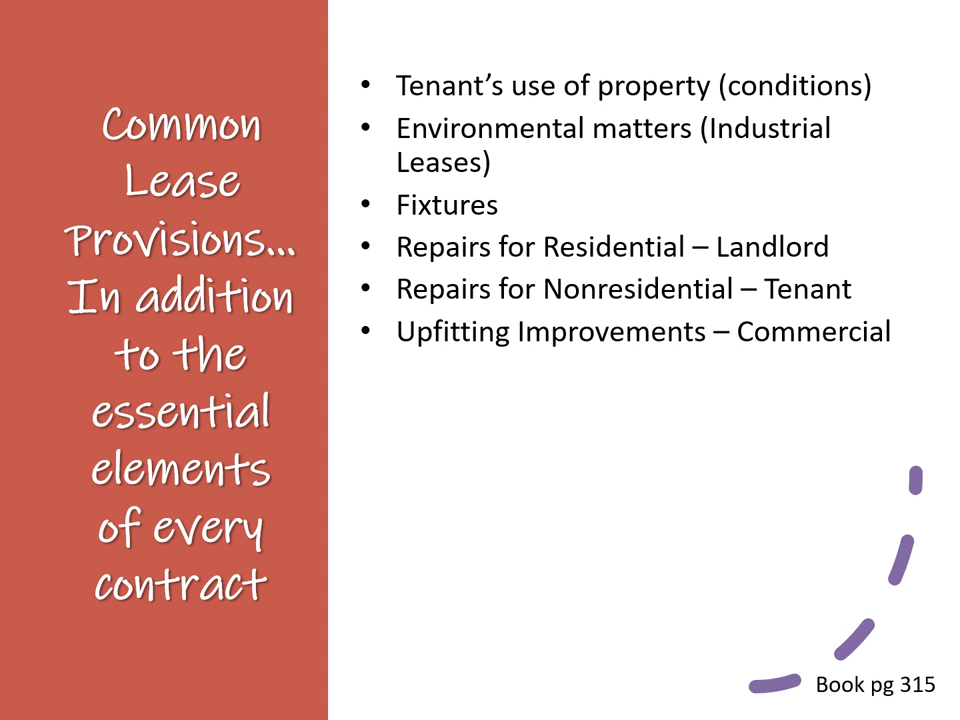 Common
Lease
Provisions...
In addition
to the
essential
elements
of every
contract
• Tenant’s use of property (conditions)
• Environmental matters (Industrial
Leases)
• Fixtures
• Repairs for Residential – Landlord
• Repairs for Nonresidential – Tenant
• Upfitting Improvements – Commercial
Book pg 315